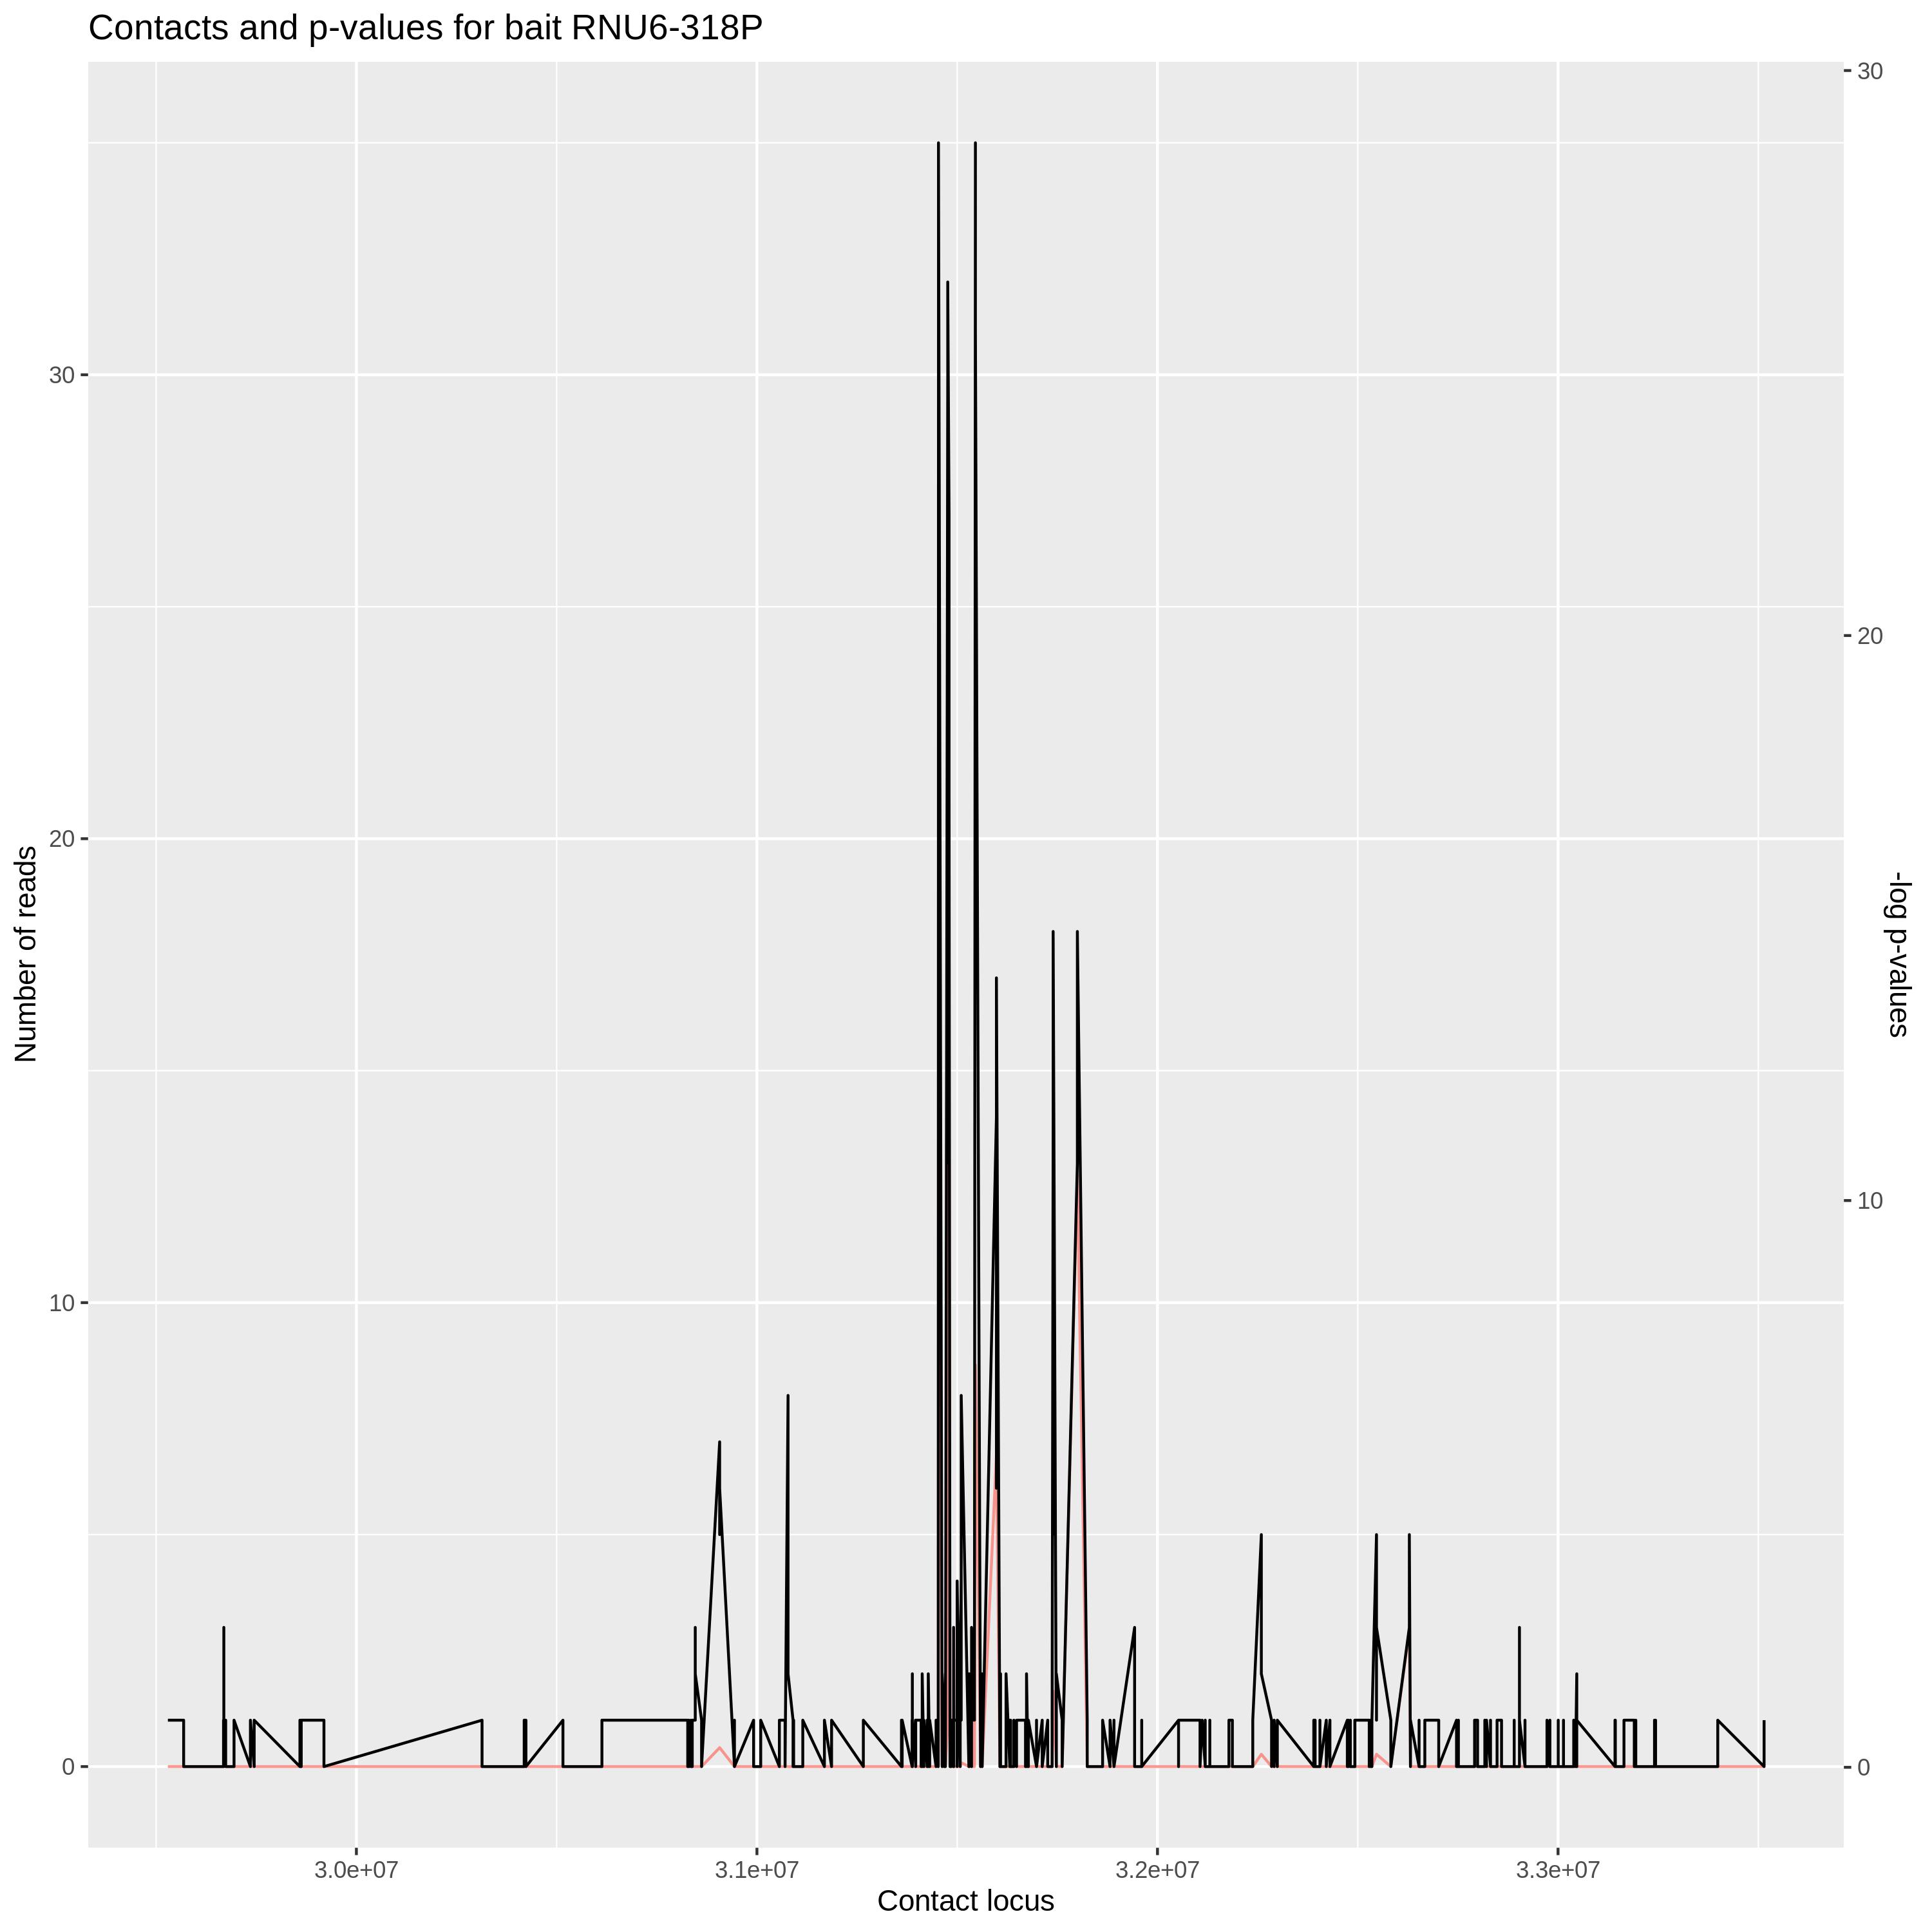 Contacts and p-values for bait RNU6-318P
30
20
10
0
Number of reads
30
20
10
0
-log p-values
3.0e+07
3.1e+07
3.2e+07
3.3e+07
Contact locus